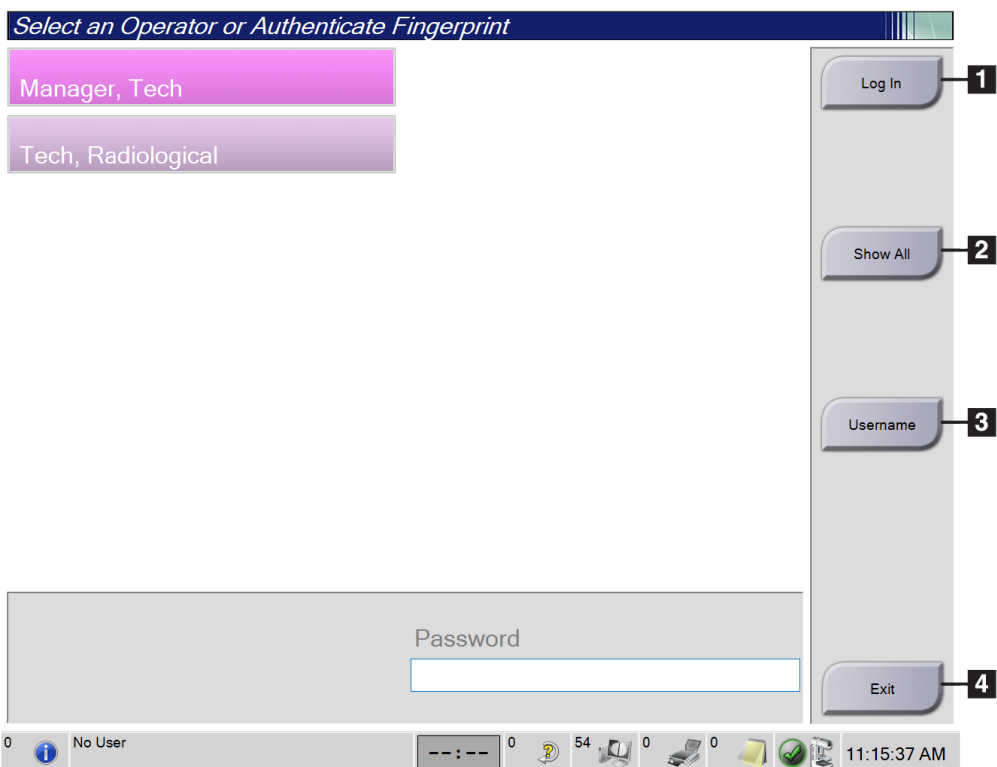 Select an Operator or Authenticate Fingerprint
Manager, Tech
Tech, Radiological
Log In
1
Show All
2
Username
3
Password
Exit
4
0
No User
--:--
0
54
0
0
11:15:37 AM